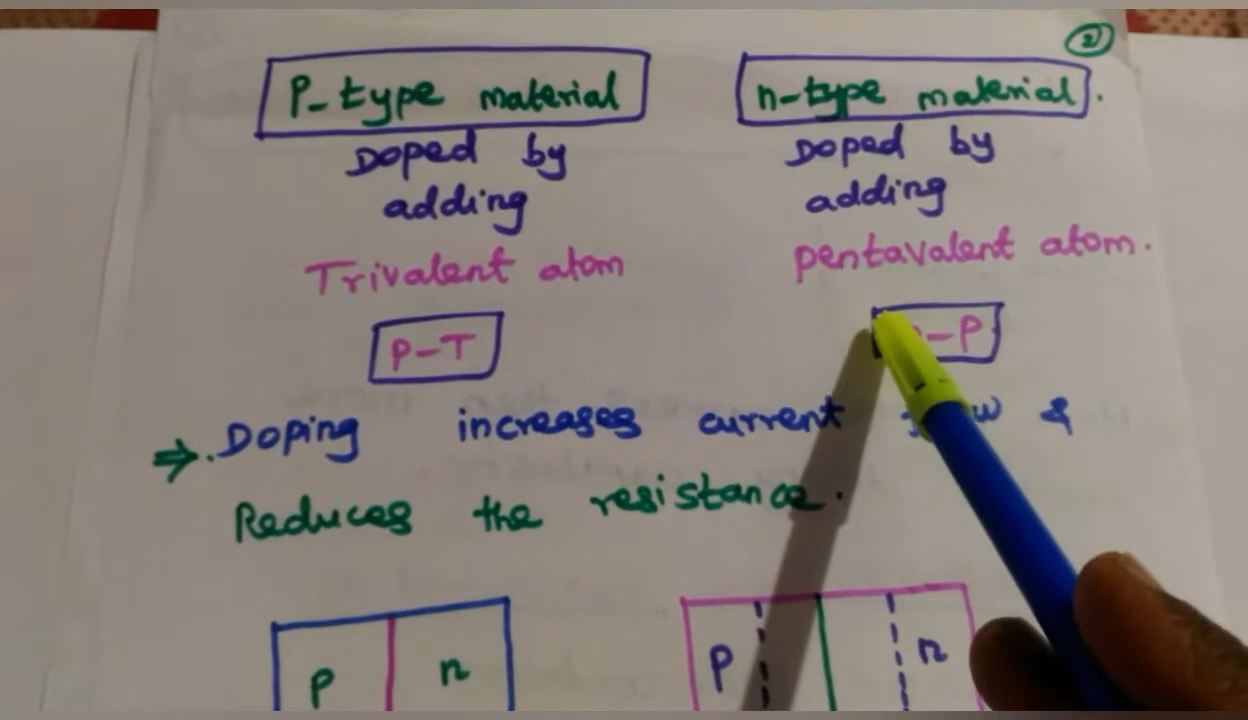 2
P-type material
Doped by
adding
Trivalent atom
P-T
n-type material.
Doped by
adding
pentavalent atom.
-P
⇒. Doping increases current &
Reduces the resistance.
P n
P n